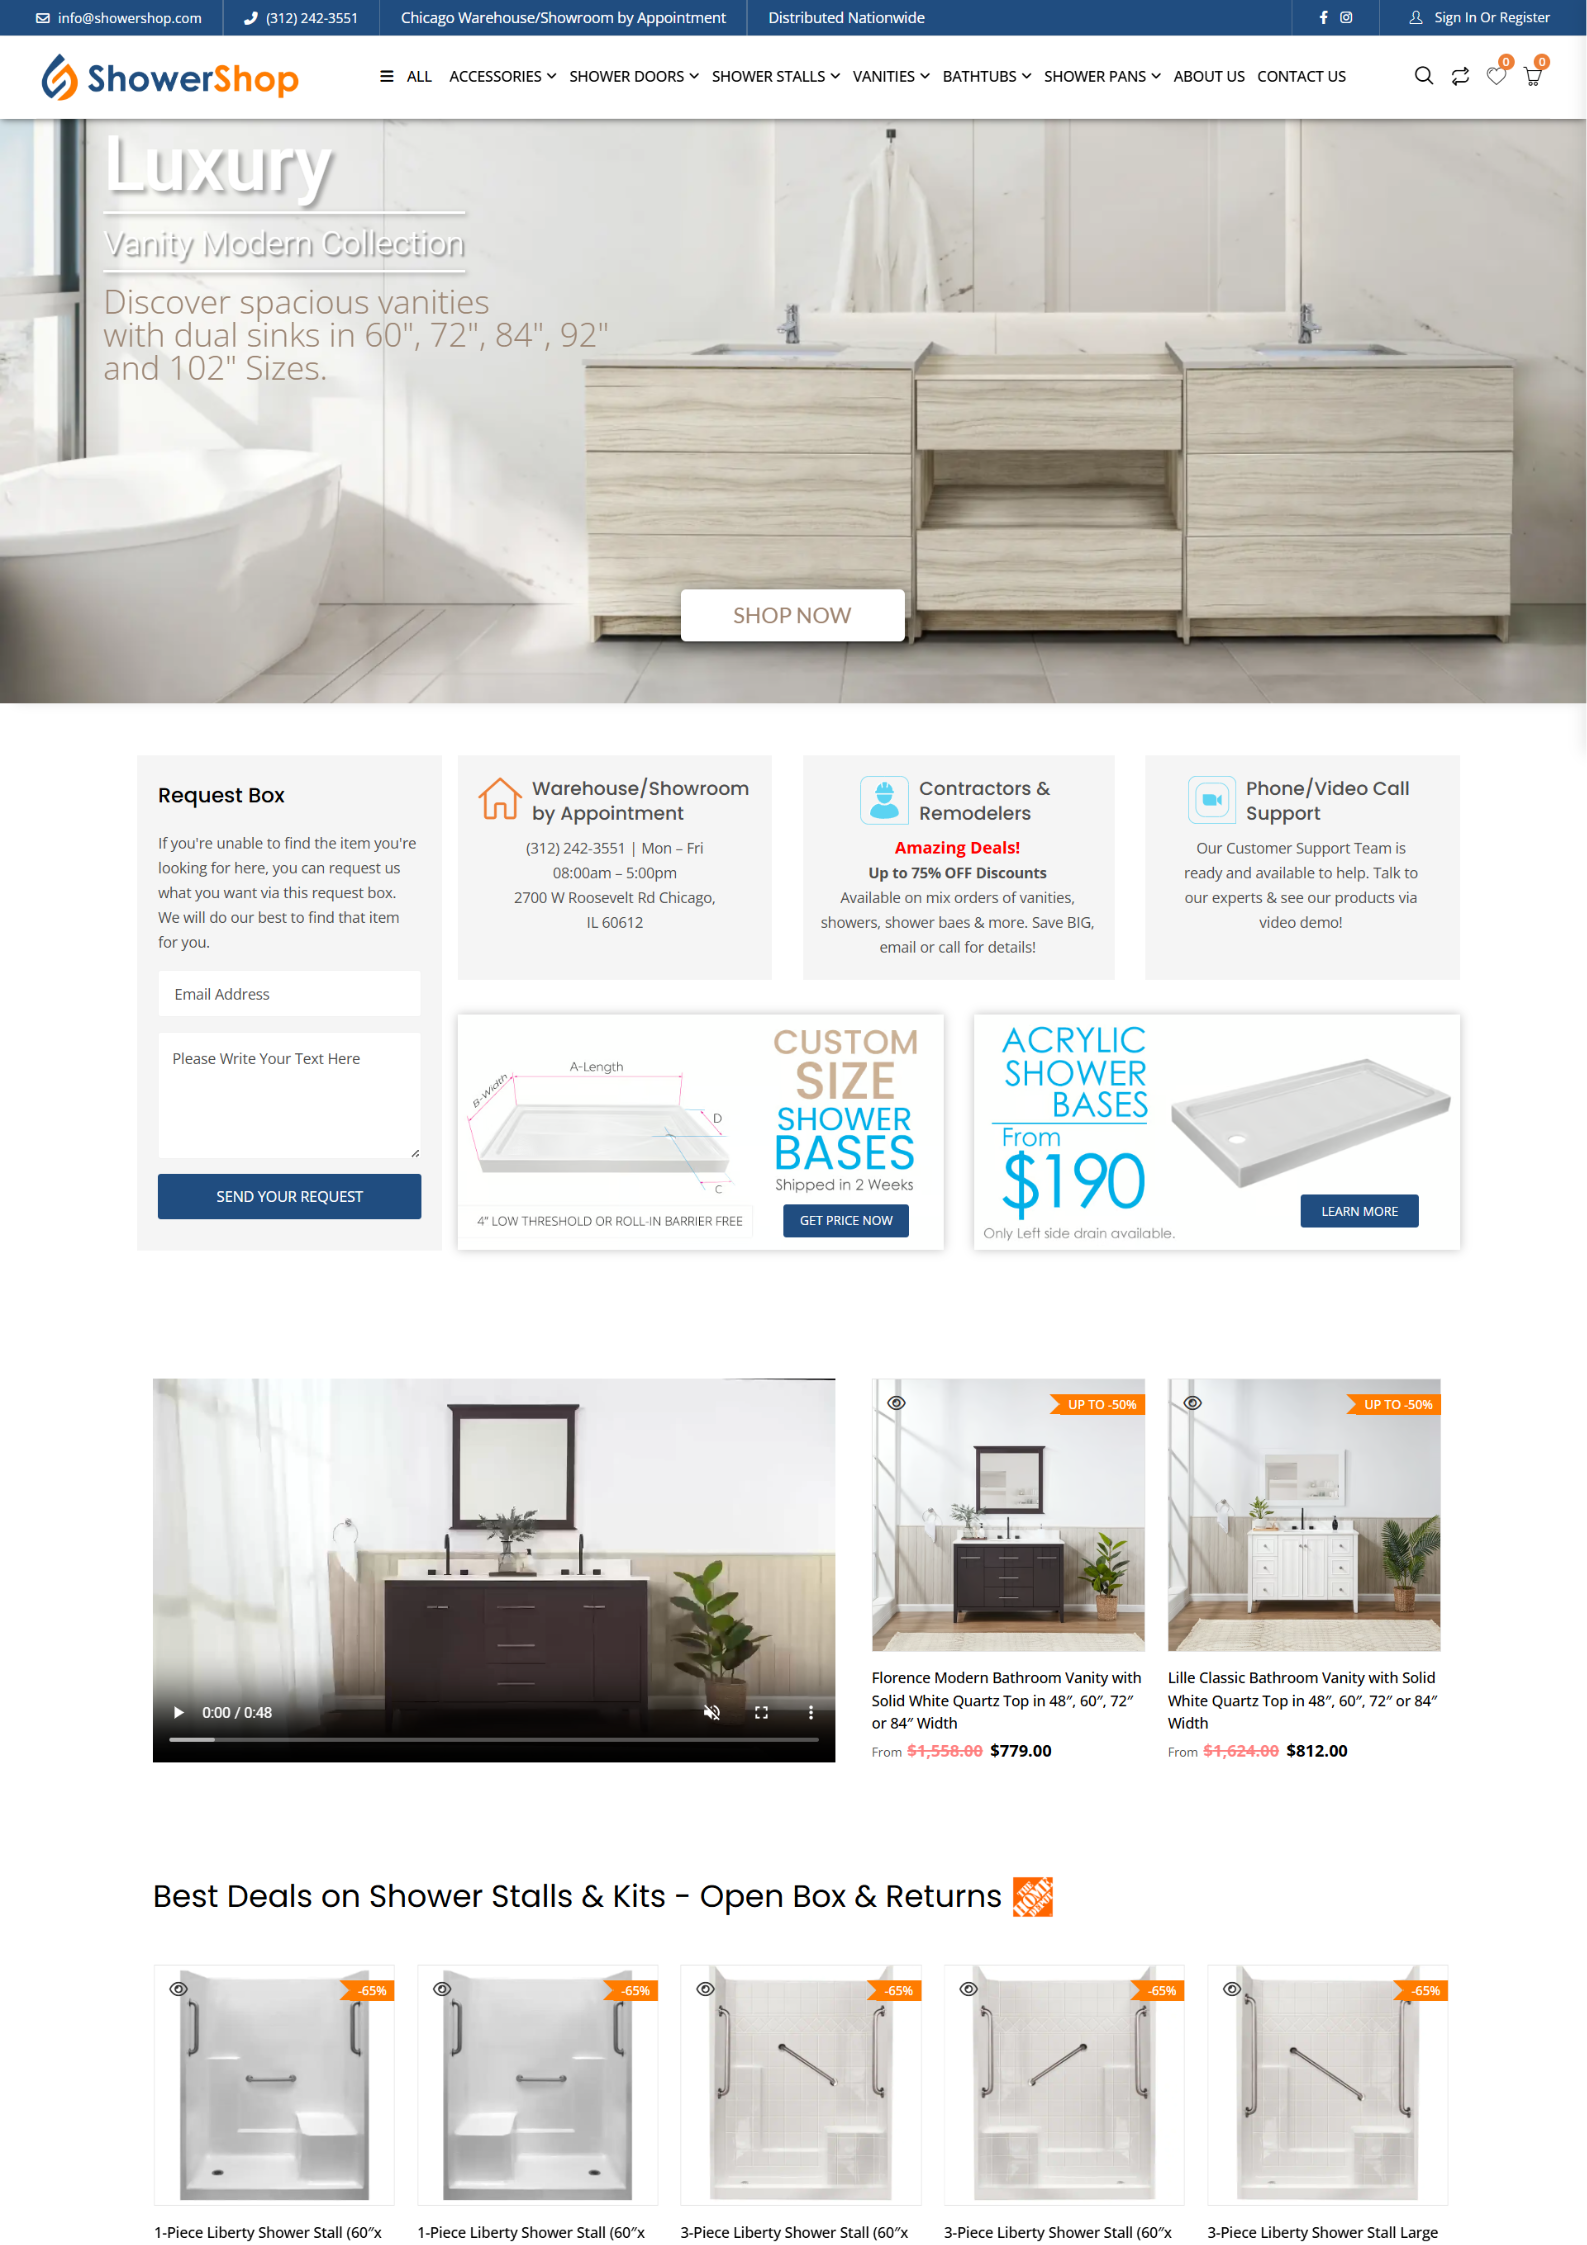 info@showershop.com
(312) 242-3551
Chicago Warehouse/Showroom by Appointment
Distributed Nationwide
Sign In Or Register
ShowerShop
ALL
ACCESSORIES
SHOWER DOORS
SHOWER STALLS
VANITIES
BATHTUBS
SHOWER PANS
ABOUT US
CONTACT US
0
0
Luxury
Vanity Modern Collection
Discover spacious vanities
with dual sinks in 60", 72", 84", 92"
and 102" Sizes.
SHOP NOW
Request Box
If you're unable to find the item you're
looking for here, you can request us
what you want via this request box.
We will do our best to find that item
for you.
Email Address
Please Write Your Text Here
SEND YOUR REQUEST
Warehouse/Showroom
by Appointment
(312) 242-3551 | Mon – Fri
08:00am – 5:00pm
2700 W Roosevelt Rd Chicago,
IL 60612
Contractors &
Remodelers
Amazing Deals!
Up to 75% OFF Discounts
Available on mix orders of vanities,
showers, shower baes & more. Save BIG,
email or call for details!
Phone/Video Call
Support
Our Customer Support Team is
ready and available to help. Talk to
our experts & see our products via
video demo!
A-Length
B-Width
D
C
4" LOW THRESHOLD OR ROLL-IN BARRIER FREE
CUSTOM
SIZE
SHOWER
BASES
Shipped in 2 Weeks
GET PRICE NOW
ACRYLIC
SHOWER
BASES
From
$190
Only Left side drain available.
LEARN MORE
0:00 / 0:48
UP TO -50%
Florence Modern Bathroom Vanity with
Solid White Quartz Top in 48″, 60″, 72″
or 84″ Width
From $1,558.00 $779.00
UP TO -50%
Lille Classic Bathroom Vanity with Solid
White Quartz Top in 48″, 60″, 72″ or 84″
Width
From $1,624.00 $812.00
Best Deals on Shower Stalls & Kits - Open Box & Returns
THE HOME DEPOT
-65%
-65%
-65%
-65%
-65%
1-Piece Liberty Shower Stall (60″x
1-Piece Liberty Shower Stall (60″x
3-Piece Liberty Shower Stall (60″x
3-Piece Liberty Shower Stall (60″x
3-Piece Liberty Shower Stall Large